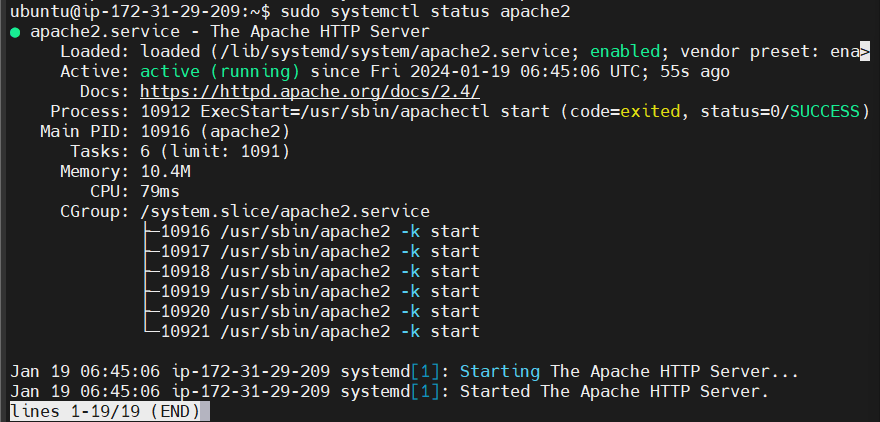 ubuntu@ip-172-31-29-209:~$ sudo systemctl status apache2
● apache2.service - The Apache HTTP Server
     Loaded: loaded (/lib/systemd/system/apache2.service; enabled; vendor preset: ena>
     Active: active (running) since Fri 2024-01-19 06:45:06 UTC; 55s ago
       Docs: https://httpd.apache.org/docs/2.4/
    Process: 10912 ExecStart=/usr/sbin/apachectl start (code=exited, status=0/SUCCESS)
   Main PID: 10916 (apache2)
      Tasks: 6 (limit: 1091)
     Memory: 10.4M
        CPU: 79ms
     CGroup: /system.slice/apache2.service
             ├─10916 /usr/sbin/apache2 -k start
             ├─10917 /usr/sbin/apache2 -k start
             ├─10918 /usr/sbin/apache2 -k start
             ├─10919 /usr/sbin/apache2 -k start
             ├─10920 /usr/sbin/apache2 -k start
             └─10921 /usr/sbin/apache2 -k start
Jan 19 06:45:06 ip-172-31-29-209 systemd[1]: Starting The Apache HTTP Server...
Jan 19 06:45:06 ip-172-31-29-209 systemd[1]: Started The Apache HTTP Server.
lines 1-19/19 (END)